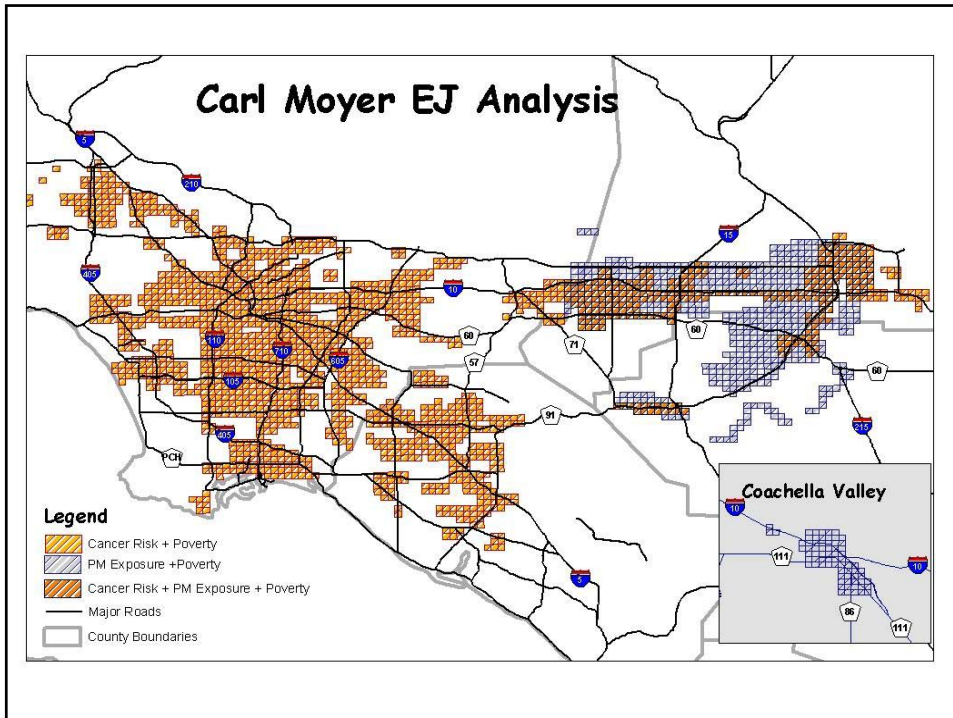 Carl Moyer EJ Analysis
5
210
15
405
10
60
60
71
57
110
710
605
105
60
91
405
215
PCH
Coachella Valley
10
111
10
86
111
5
Legend
Cancer Risk + Poverty
PM Exposure +Poverty
Cancer Risk + PM Exposure + Poverty
Major Roads
County Boundaries